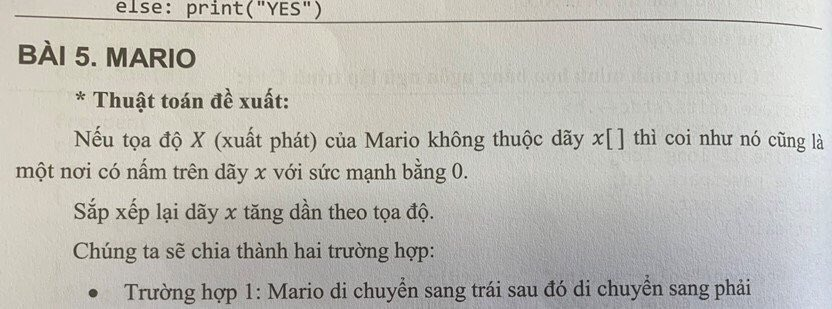 else: print("YES")
BÀI 5. MARIO
* Thuật toán đề xuất:
Nếu tọa độ X (xuất phát) của Mario không thuộc dãy x[ ] thì coi như nó cũng là
một nơi có nấm trên dãy x với sức mạnh bằng 0.
Sắp xếp lại dãy x tăng dần theo tọa độ.
Chúng ta sẽ chia thành hai trường hợp:
• Trường hợp 1: Mario di chuyển sang trái sau đó di chuyển sang phải